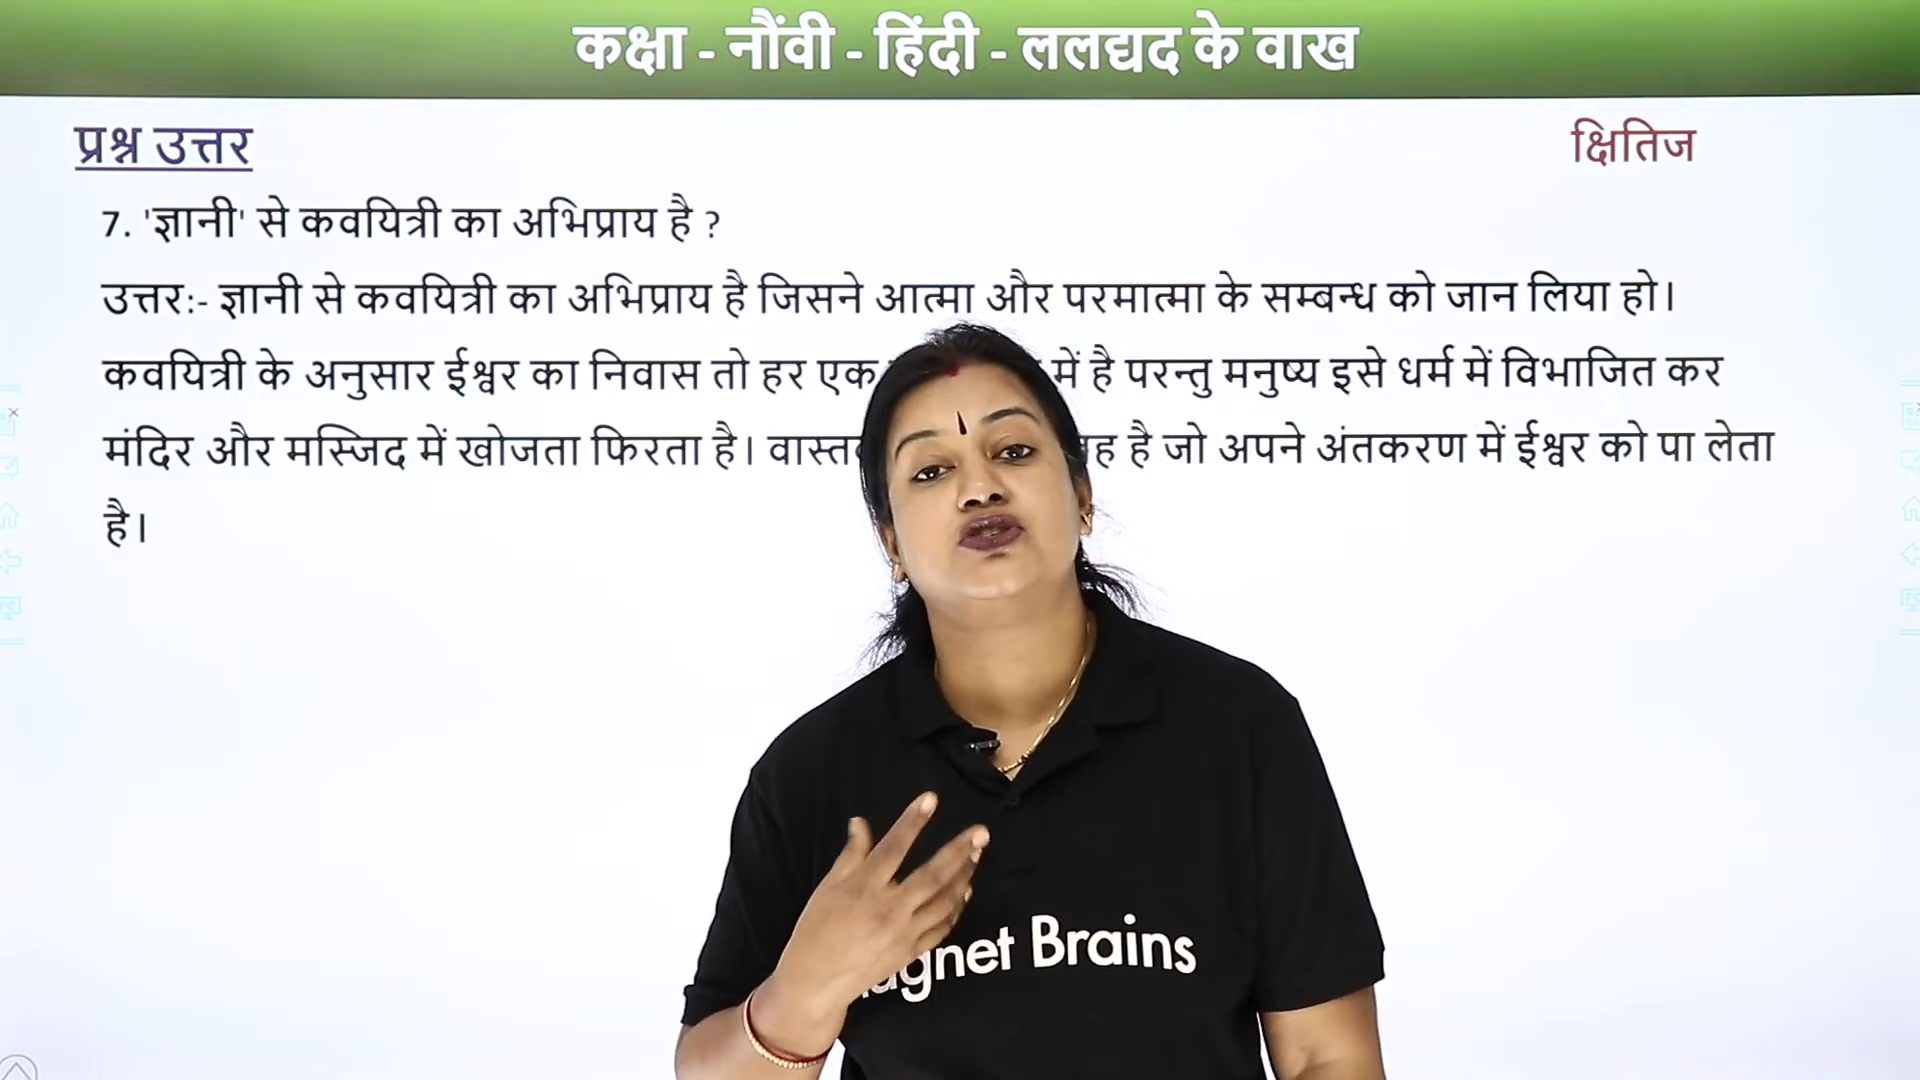 कक्षा - नौंवी - हिंदी - ललद्यद के वाख
प्रश्न उत्तर
क्षितिज
7. 'ज्ञानी' से कवयित्री का अभिप्राय है ?
उत्तर:- ज्ञानी से कवयित्री का अभिप्राय है जिसने आत्मा और परमात्मा के सम्बन्ध को जान लिया हो।
कवयित्री के अनुसार ईश्वर का निवास तो हर एक में है परन्तु मनुष्य इसे धर्म में विभाजित कर
मंदिर और मस्जिद में खोजता फिरता है। है जो अपने अंतकरण में ईश्वर को पा लेता
है।
Brains